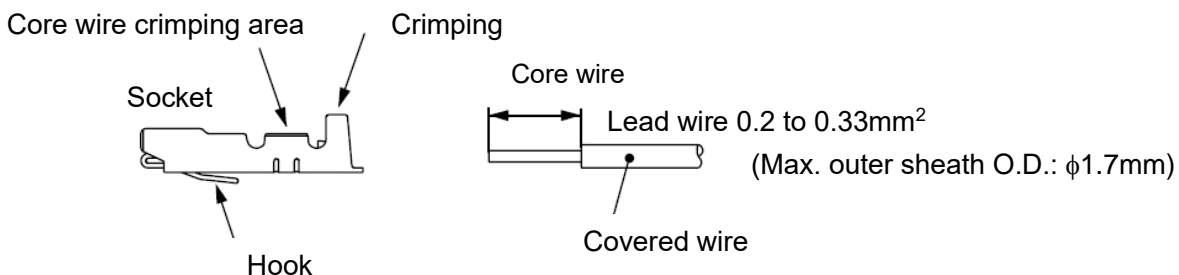 Core wire crimping area
Crimping
Core wire
Socket
Lead wire 0.2 to 0.33mm²
(Max. outer sheath O.D.: ϕ1.7mm)
Covered wire
Hook